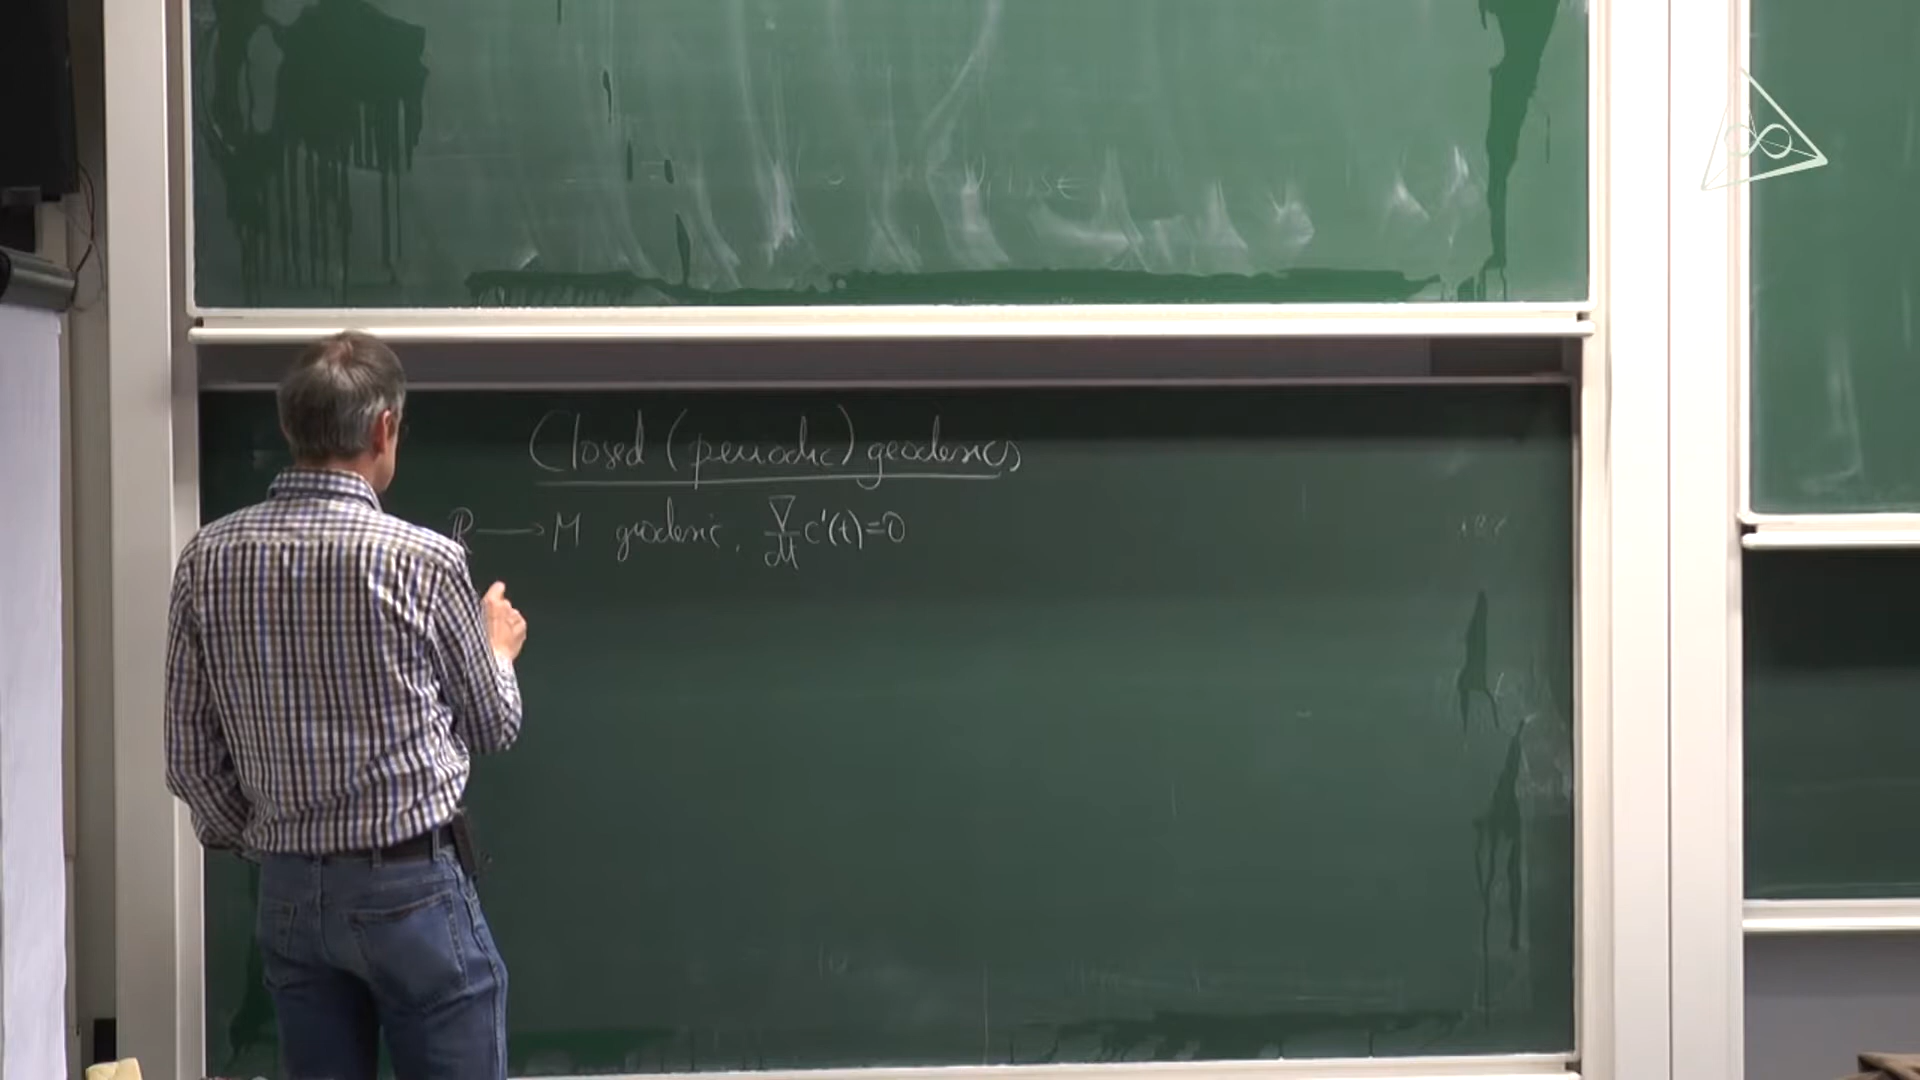 Closed (periodic) geodesics
R → M geodesic, ∇/dt c'(t)=0